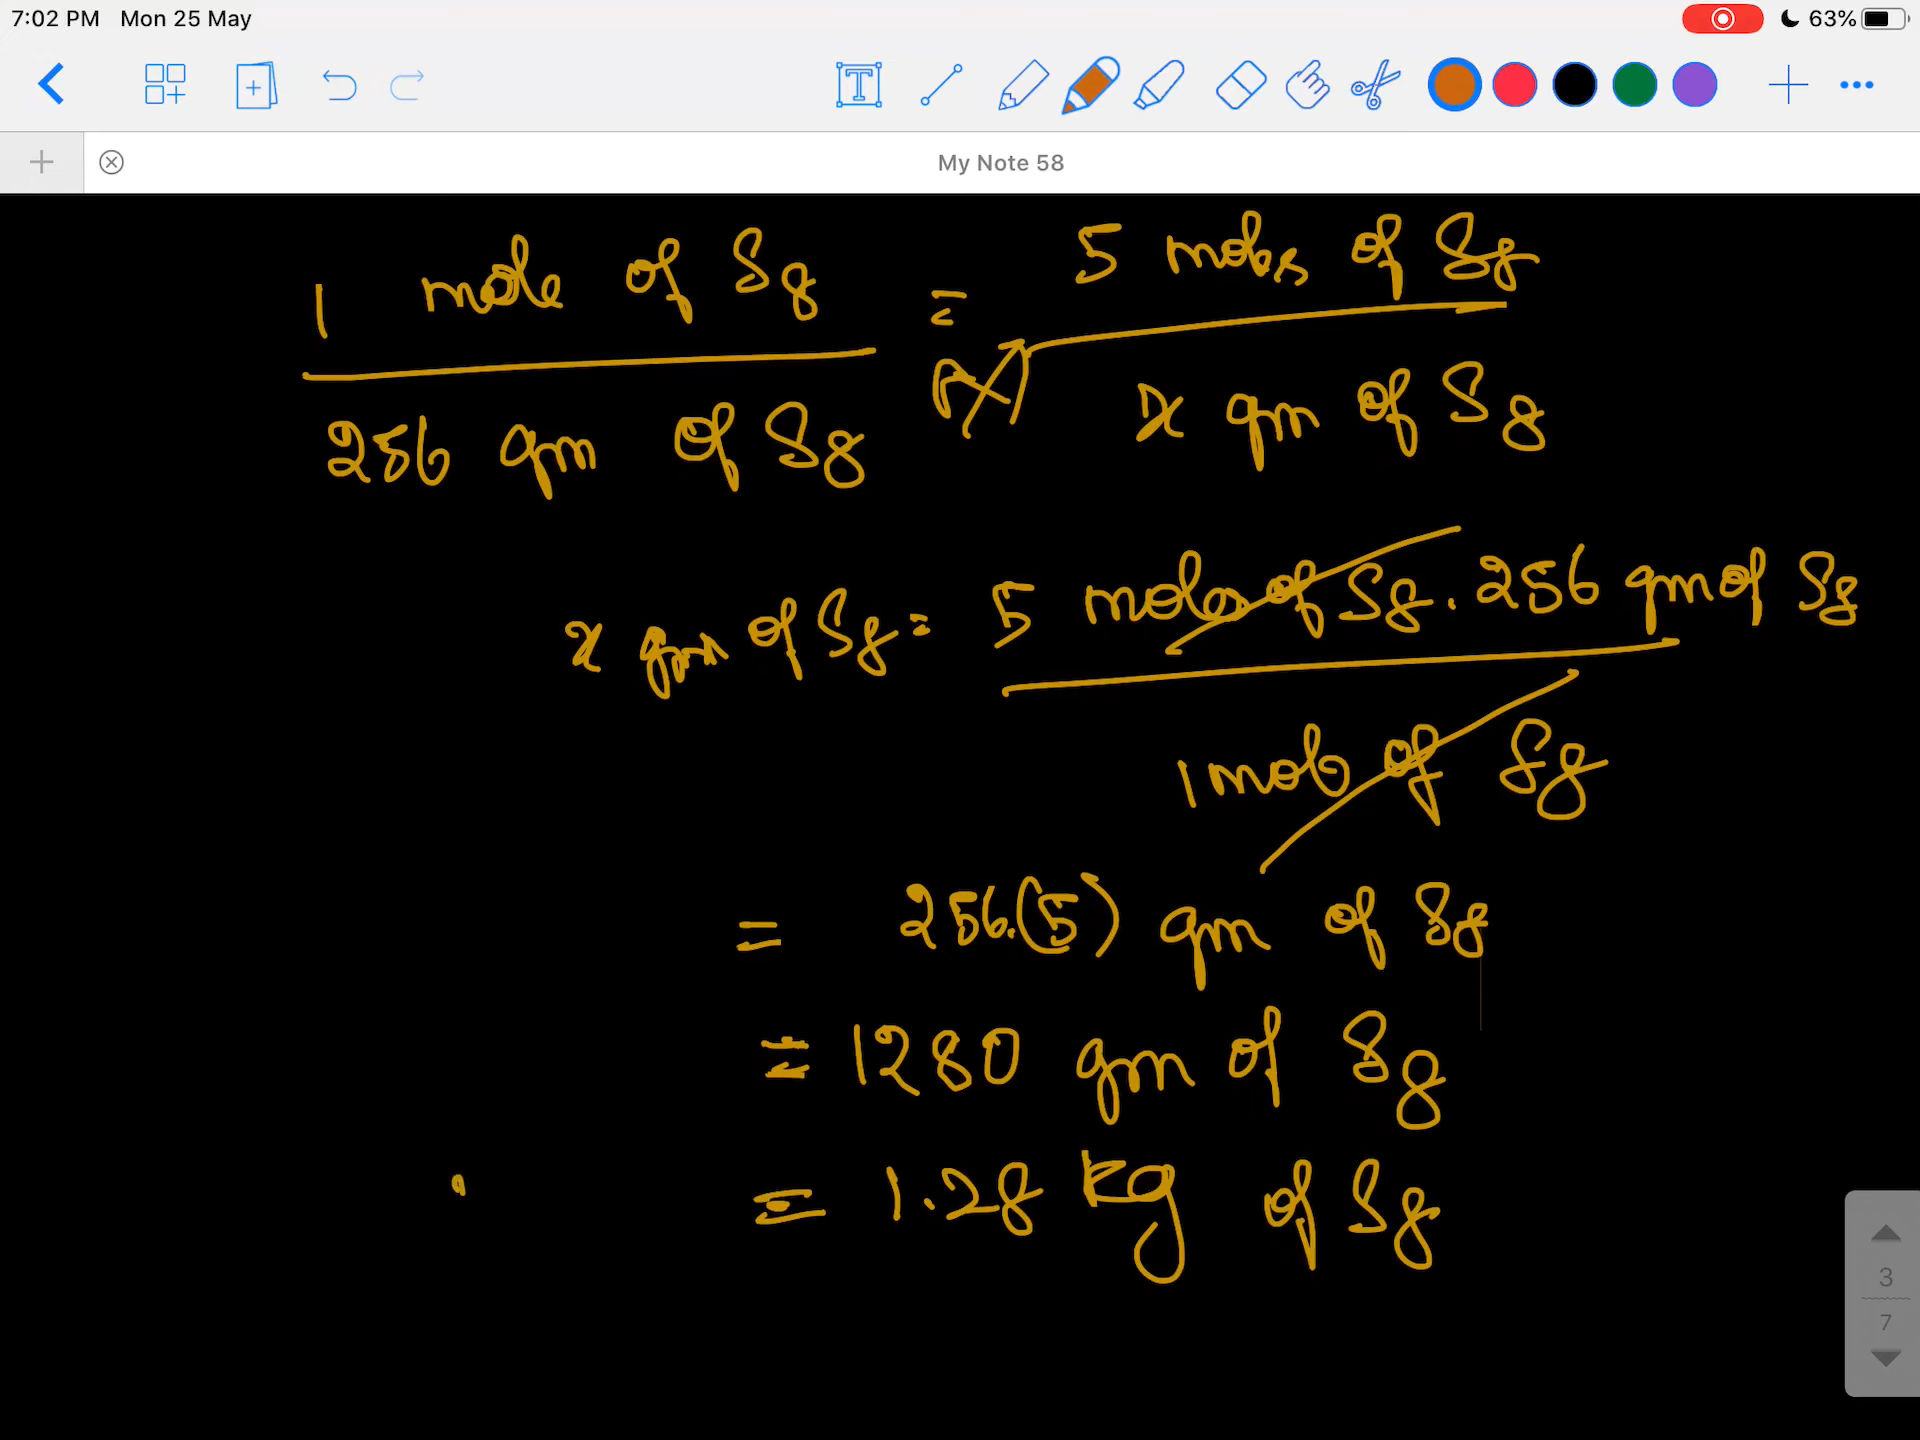 7:02 PM Mon 25 May 63%
T
My Note 58
1 mole of S8 = 5 moles of S8
256 gm of S8 x gm of S8
x gm of S8 = 5 moles of S8 . 256 gm of S8
1 mole of S8
= 256.(5) gm of S8
= 1280 gm of S8
= 1.28 kg of S8
3
7